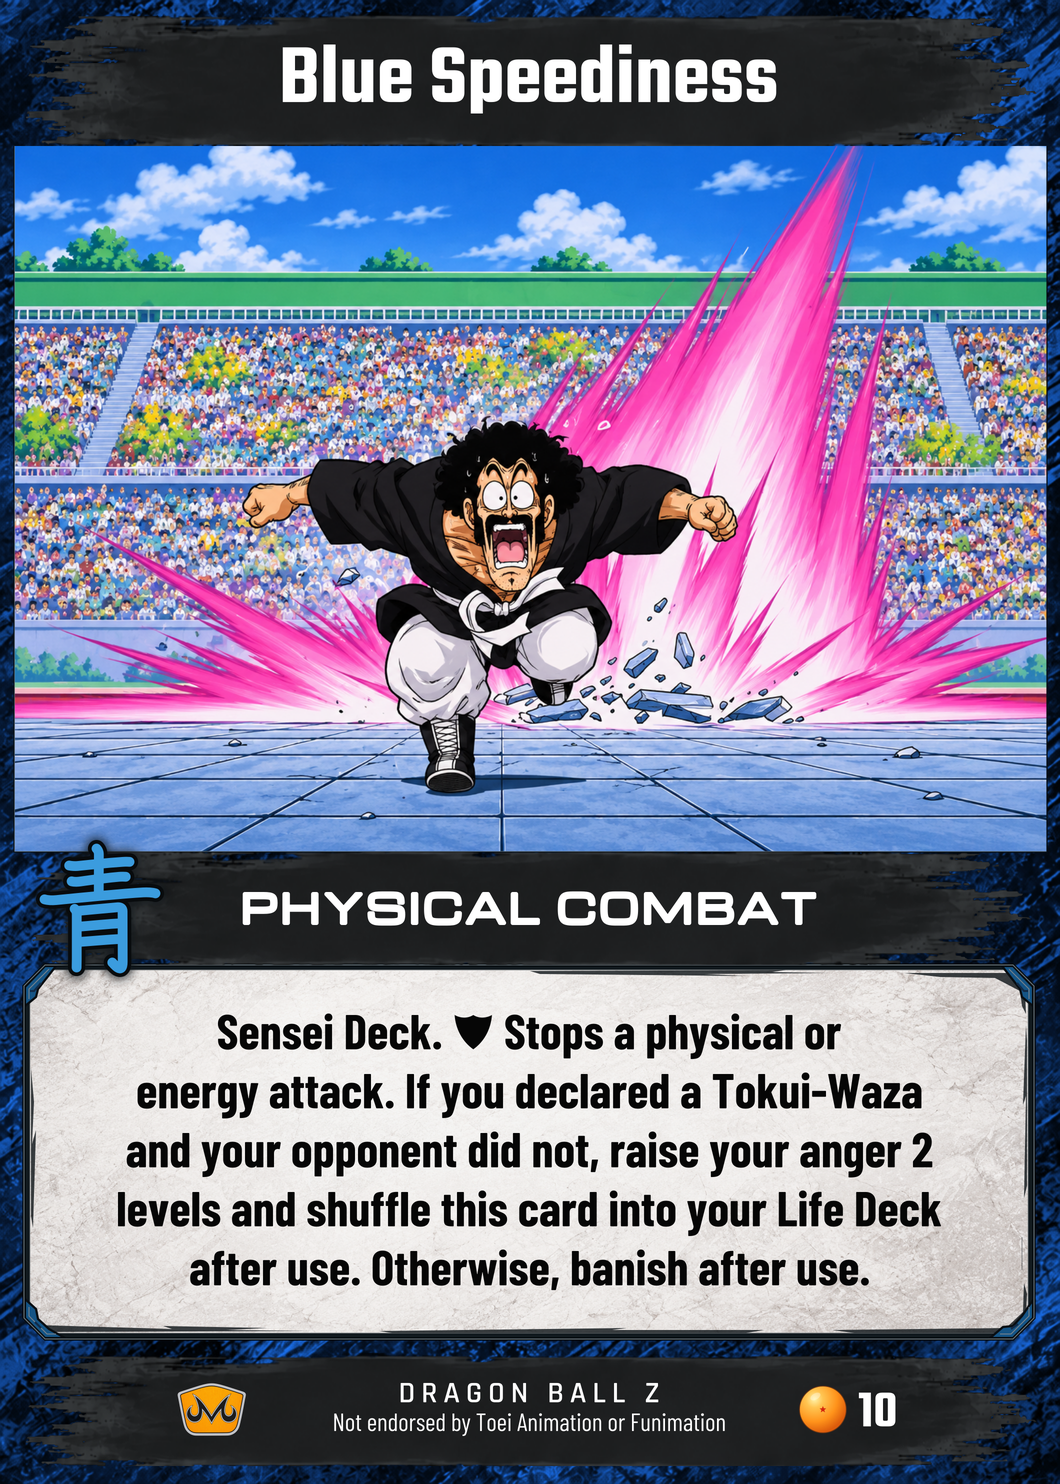 Blue Speediness
青
PHYSICAL COMBAT
Sensei Deck. Stops a physical or
energy attack. If you declared a Tokui-Waza
and your opponent did not, raise your anger 2
levels and shuffle this card into your Life Deck
after use. Otherwise, banish after use.
DRAGON BALL Z
Not endorsed by Toei Animation or Funimation
10